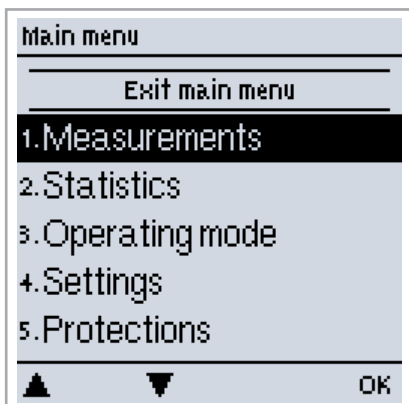 Main menu
Exit main menu
1.Measurements
2.Statistics
3.Operating mode
4.Settings
5.Protections
OK